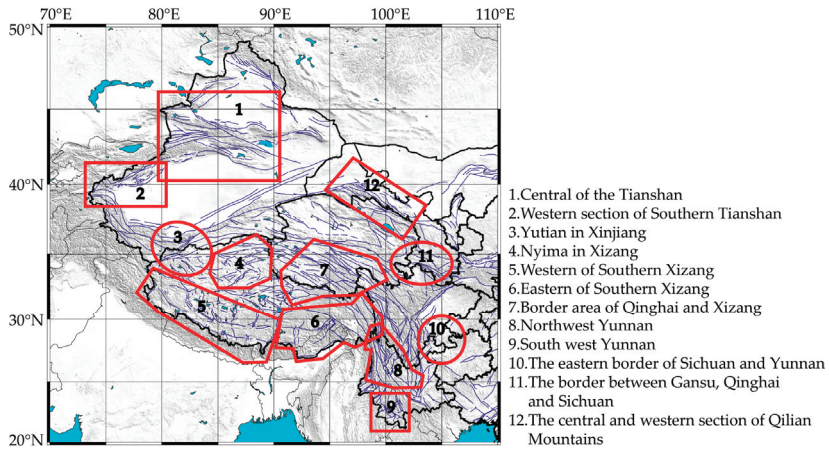 70°E 80°E 90°E 100°E 110°E
50°N
40°N
30°N
20°N
1
2
12
3
4
7
11
5
6
10
8
9
1.Central of the Tianshan
2.Western section of Southern Tianshan
3.Yutian in Xinjiang
4.Nyima in Xizang
5.Western of Southern Xizang
6.Eastern of Southern Xizang
7.Border area of Qinghai and Xizang
8.Northwest Yunnan
9.South west Yunnan
10.The eastern border of Sichuan and Yunnan
11.The border between Gansu, Qinghai
and Sichuan
12.The central and western section of Qilian
Mountains